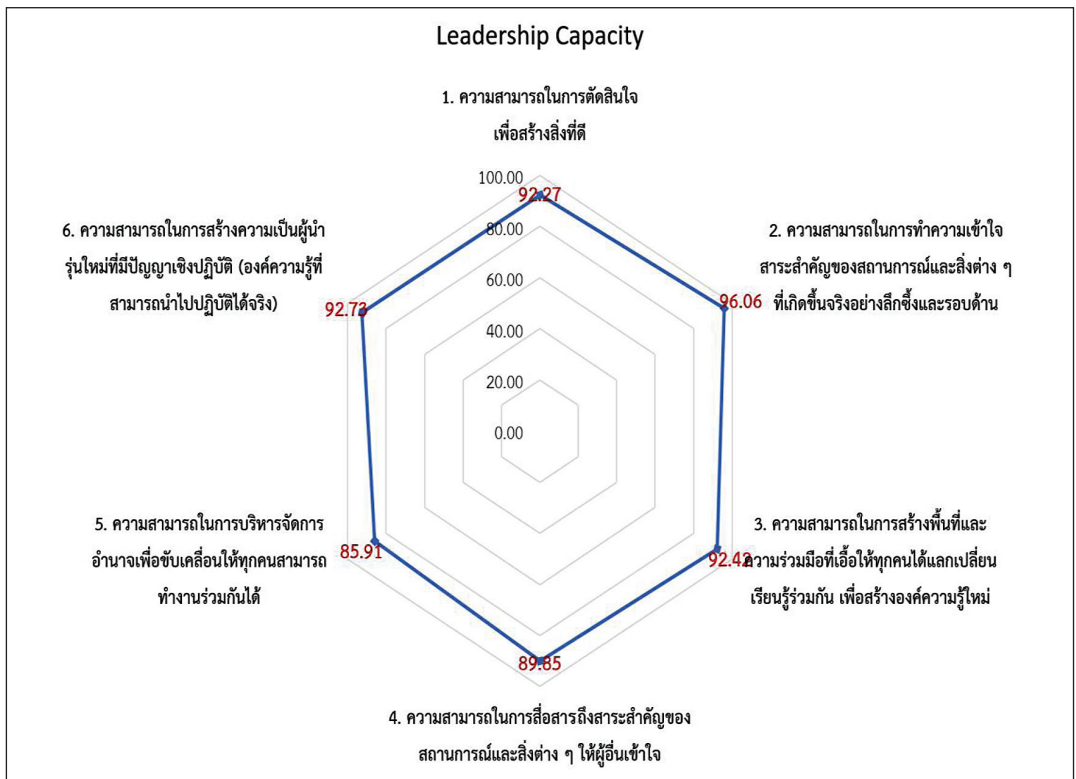 Leadership Capacity
1. ความสามารถในการตัดสินใจ
เพื่อสร้างสิ่งที่ดี
100.00
92.27
80.00
60.00
40.00
20.00
0.00
2. ความสามารถในการทำความเข้าใจ
สาระสำคัญของสถานการณ์และสิ่งต่าง ๆ
ที่เกิดขึ้นจริงอย่างลึกซึ้งและรอบด้าน
96.06
3. ความสามารถในการสร้างพื้นที่และ
ความร่วมมือที่เอื้อให้ทุกคนได้แลกเปลี่ยน
เรียนรู้ร่วมกัน เพื่อสร้างองค์ความรู้ใหม่
92.42
89.85
4. ความสามารถในการสื่อสารถึงสาระสำคัญของ
สถานการณ์และสิ่งต่าง ๆ ให้ผู้อื่นเข้าใจ
5. ความสามารถในการบริหารจัดการ
อำนาจเพื่อขับเคลื่อนให้ทุกคนสามารถ
ทำงานร่วมกันได้
85.91
6. ความสามารถในการสร้างความเป็นผู้นำ
รุ่นใหม่ที่มีปัญญาเชิงปฏิบัติ (องค์ความรู้ที่
สามารถนำไปปฏิบัติได้จริง)
92.73